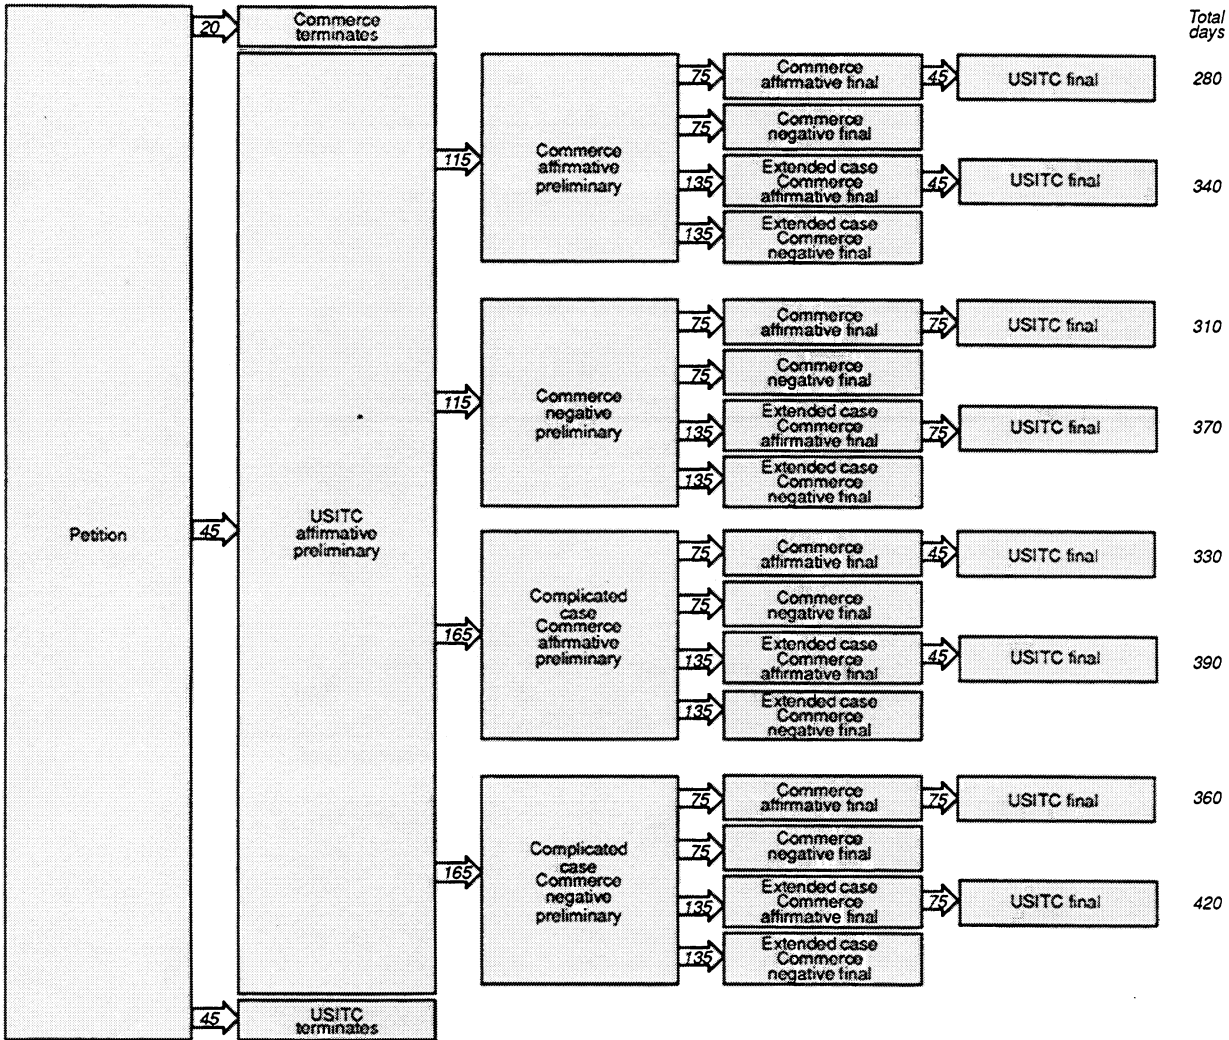 Total
days
20
Commerce
terminates
Petition
45
USITC
affirmative
preliminary
115
Commerce
affirmative
preliminary
75
Commerce
affirmative final
45
USITC final
280
75
Commerce
negative final
135
Extended case
Commerce
affirmative final
45
USITC final
340
135
Extended case
Commerce
negative final
115
Commerce
negative
preliminary
75
Commerce
affirmative final
75
USITC final
310
75
Commerce
negative final
135
Extended case
Commerce
affirmative final
75
USITC final
370
135
Extended case
Commerce
negative final
165
Complicated
case
Commerce
affirmative
preliminary
75
Commerce
affirmative final
45
USITC final
330
75
Commerce
negative final
135
Extended case
Commerce
affirmative final
45
USITC final
390
135
Extended case
Commerce
negative final
165
Complicated
case
Commerce
negative
preliminary
75
Commerce
affirmative final
75
USITC final
360
75
Commerce
negative final
135
Extended case
Commerce
affirmative final
75
USITC final
420
135
Extended case
Commerce
negative final
45
USITC
terminates